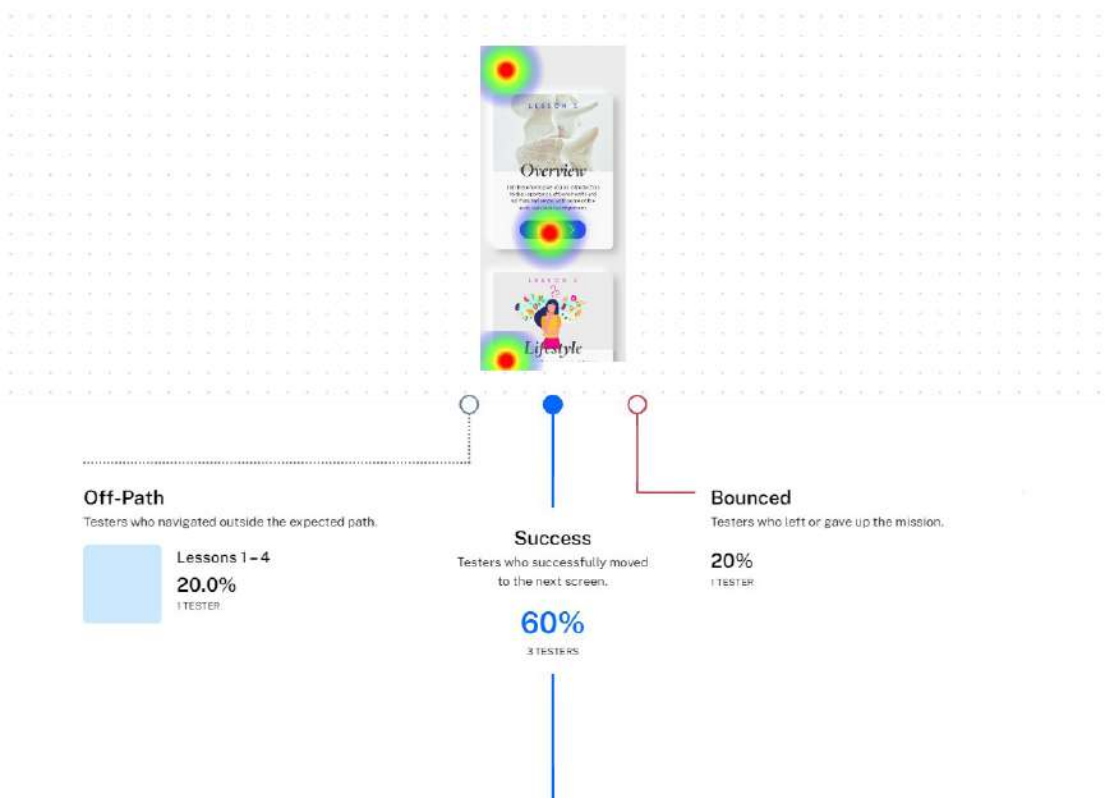 LESSON 1
Overview
LESSON 2
Lifestyle
Off-Path
Testers who navigated outside the expected path.
Lessons 1–4
20.0%
1 TESTER
Success
Testers who successfully moved
to the next screen.
60%
3 TESTERS
Bounced
Testers who left or gave up the mission.
20%
1 TESTER